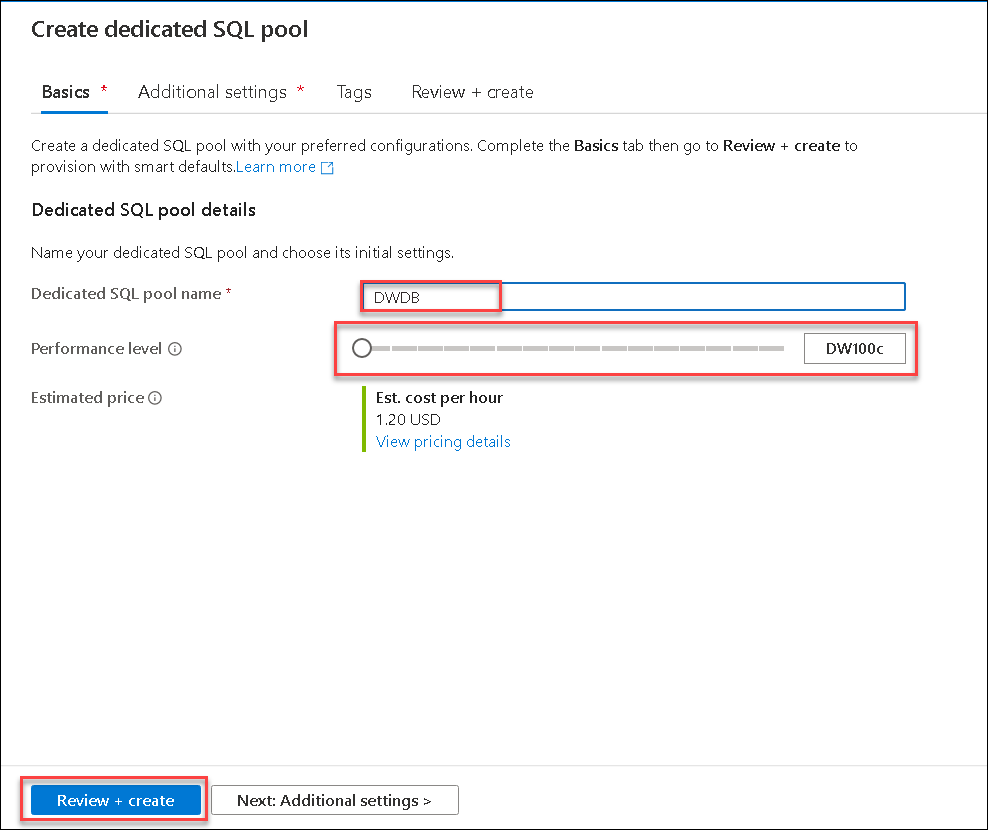 Create dedicated SQL pool
Basics * Additional settings * Tags Review + create
Create a dedicated SQL pool with your preferred configurations. Complete the Basics tab then go to Review + create to
provision with smart defaults.Learn more
Dedicated SQL pool details
Name your dedicated SQL pool and choose its initial settings.
Dedicated SQL pool name * DWDB
Performance level DW100c
Estimated price Est. cost per hour
1.20 USD
View pricing details
Review + create Next: Additional settings >